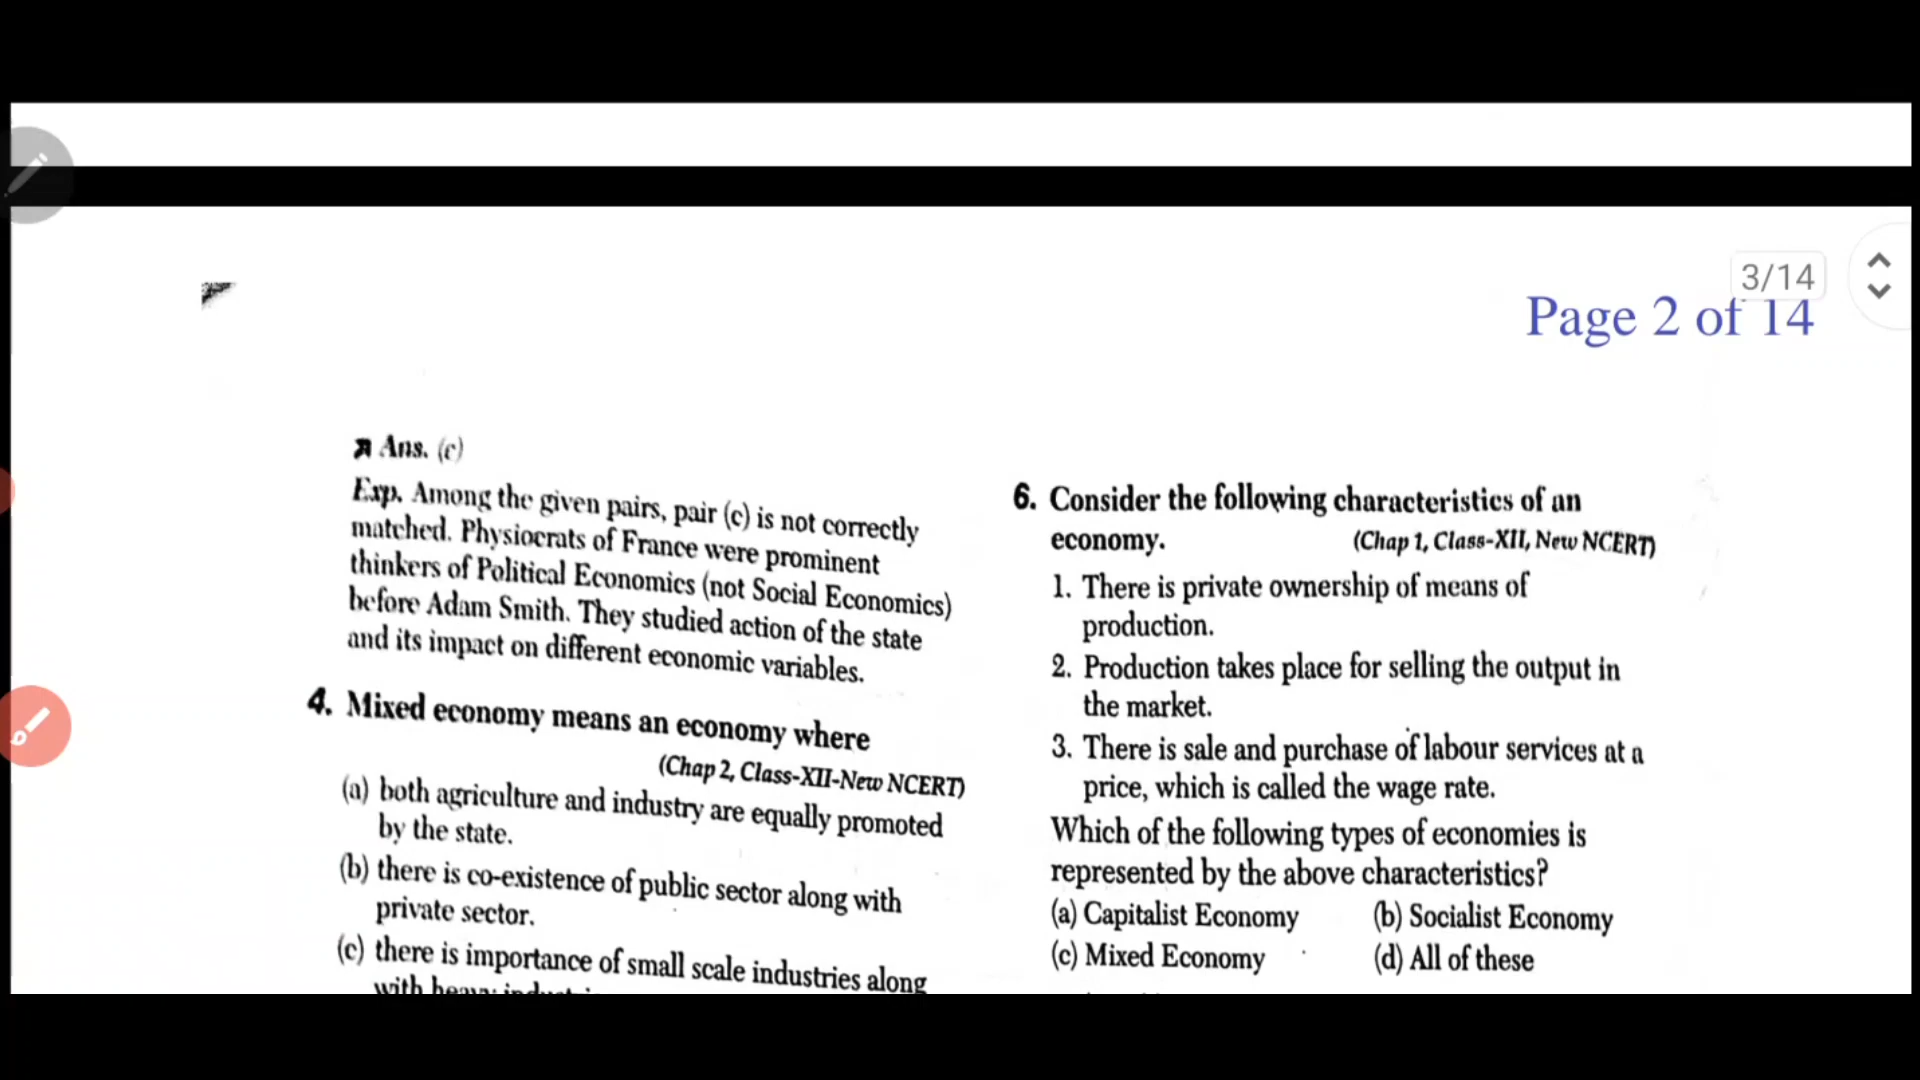 3/14
Page 2 of 14
Ans. (c)
Exp. Among the given pairs, pair (c) is not correctly
matched. Physiocrats of France were prominent
thinkers of Political Economics (not Social Economics)
before Adam Smith. They studied action of the state
and its impact on different economic variables.
4. Mixed economy means an economy where
(Chap 2, Class-XII-New NCERT)
(a) both agriculture and industry are equally promoted
by the state.
(b) there is co-existence of public sector along with
private sector.
(c) there is importance of small scale industries along
with heavy
6. Consider the following characteristics of an
economy. (Chap 1, Class-XII, New NCERT)
1. There is private ownership of means of
production.
2. Production takes place for selling the output in
the market.
3. There is sale and purchase of labour services at a
price, which is called the wage rate.
Which of the following types of economies is
represented by the above characteristics?
(a) Capitalist Economy (b) Socialist Economy
(c) Mixed Economy (d) All of these